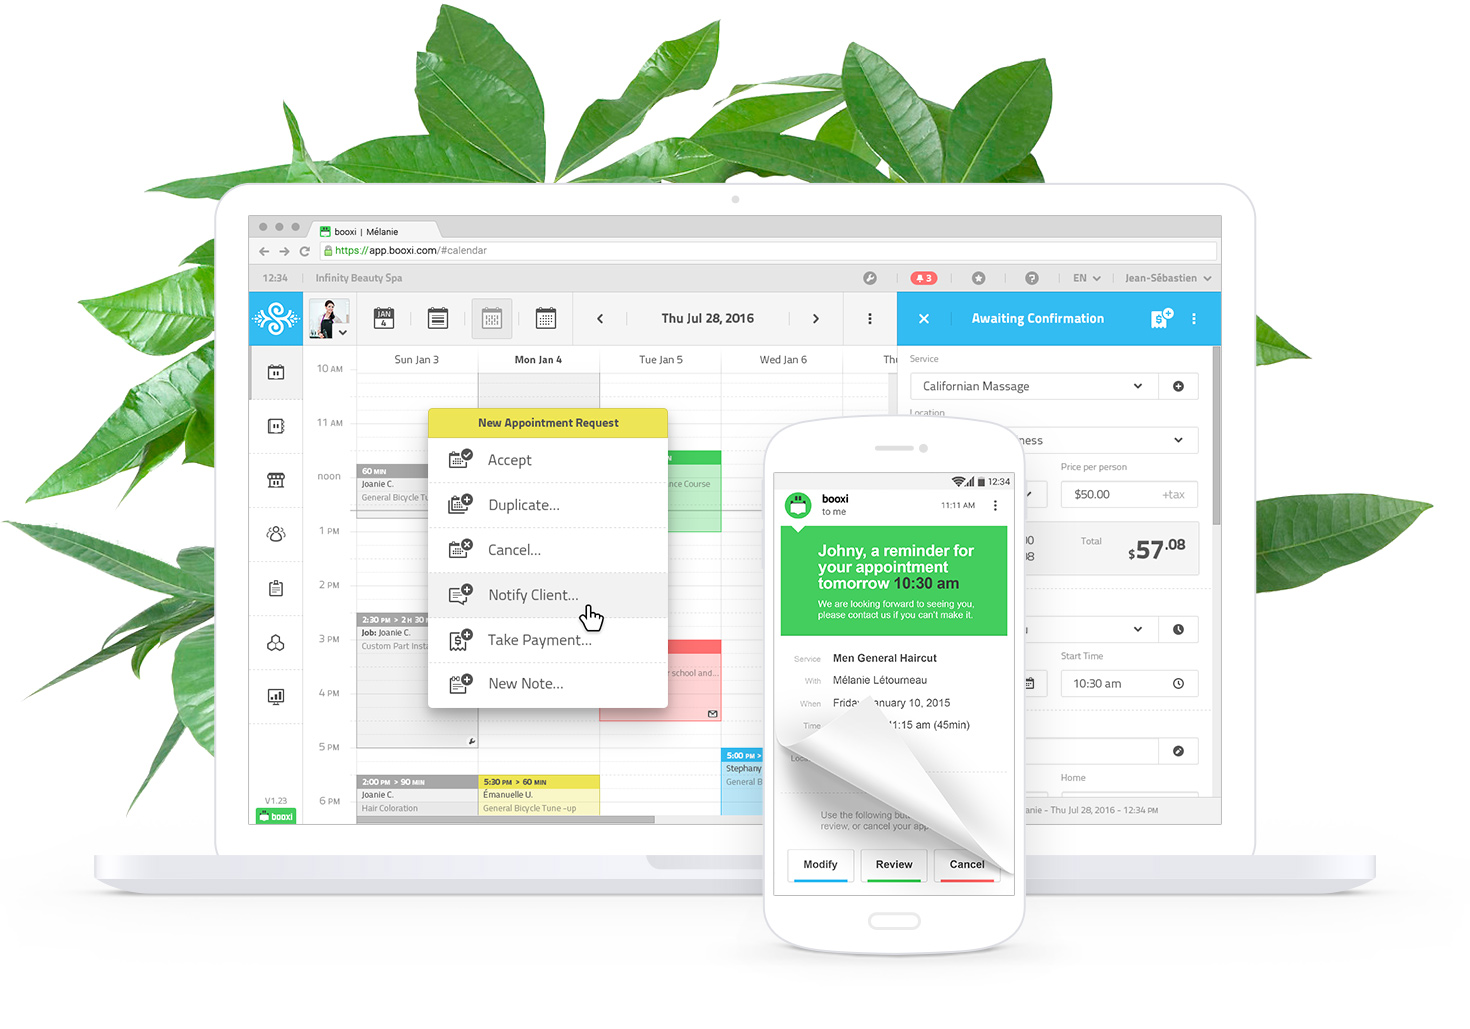 booxi | Mélanie
https://app.booxi.com/#calendar
12:34
Infinity Beauty Spa
3
EN
Jean-Sébastien
JAN
4
Thu Jul 28, 2016
Awaiting Confirmation
Sun Jan 3
Mon Jan 4
Tue Jan 5
Wed Jan 6
Th
10 AM
11 AM
noon
1 PM
2 PM
3 PM
4 PM
5 PM
6 PM
60 MIN
Joanie C.
General Bicycle Tu
N
nce Course
2:30 PM > 2 H 30
Job: Joanie C.
Custom Part Insta
r school and...
5:00 PM >
Stephany
General B
2:00 PM > 90 MIN
Joanie C.
Hair Coloration
5:30 PM > 60 MIN
Émanuelle U.
General Bicycle Tune -up
V1.23
booxi
New Appointment Request
Accept
Duplicate...
Cancel...
Notify Client...
Take Payment...
New Note...
Service
Californian Massage
Location
ness
Price per person
$50.00
+tax
00
08
Total
$57.08
Start Time
10:30 am
Home
anie - Thu Jul 28, 2016 - 12:34 PM
12:34
booxi
to me
11:11 AM
Johny, a reminder for
your appointment
tomorrow 10:30 am
We are looking forward to seeing you,
please contact us if you can't make it.
Service
Men General Haircut
With
Mélanie Létourneau
When
Friday January 10, 2015
Time
11:15 am (45min)
Loca
Use the following but
review, or cancel your app
Modify
Review
Cancel